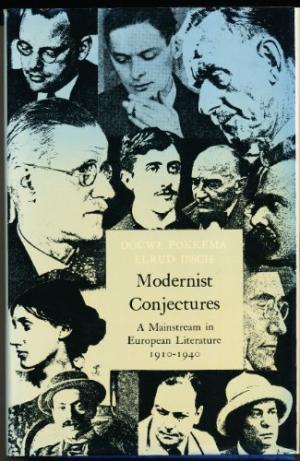 DOUWE FOKKEMA
ELRUD IBSCH
Modernist
Conjectures
A Mainstream in
European Literature
1910-1940